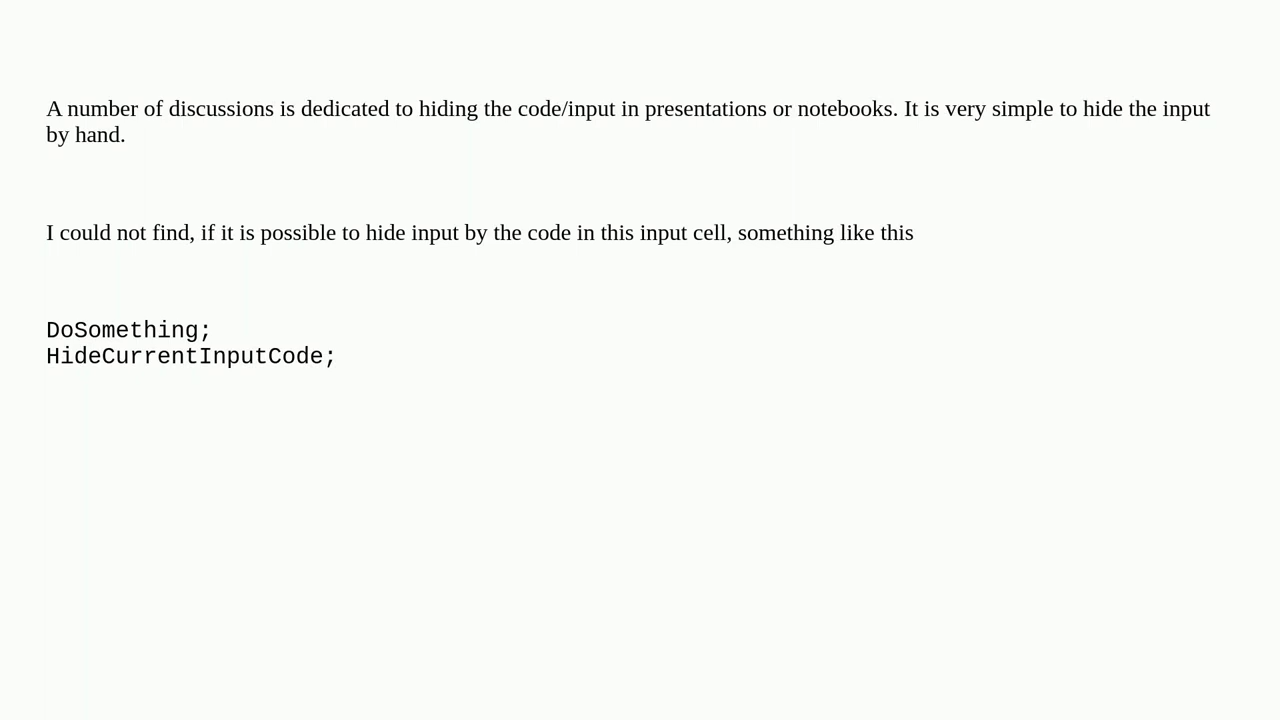 A number of discussions is dedicated to hiding the code/input in presentations or notebooks. It is very simple to hide the input
by hand.
I could not find, if it is possible to hide input by the code in this input cell, something like this
DoSomething;
HideCurrentInputCode;